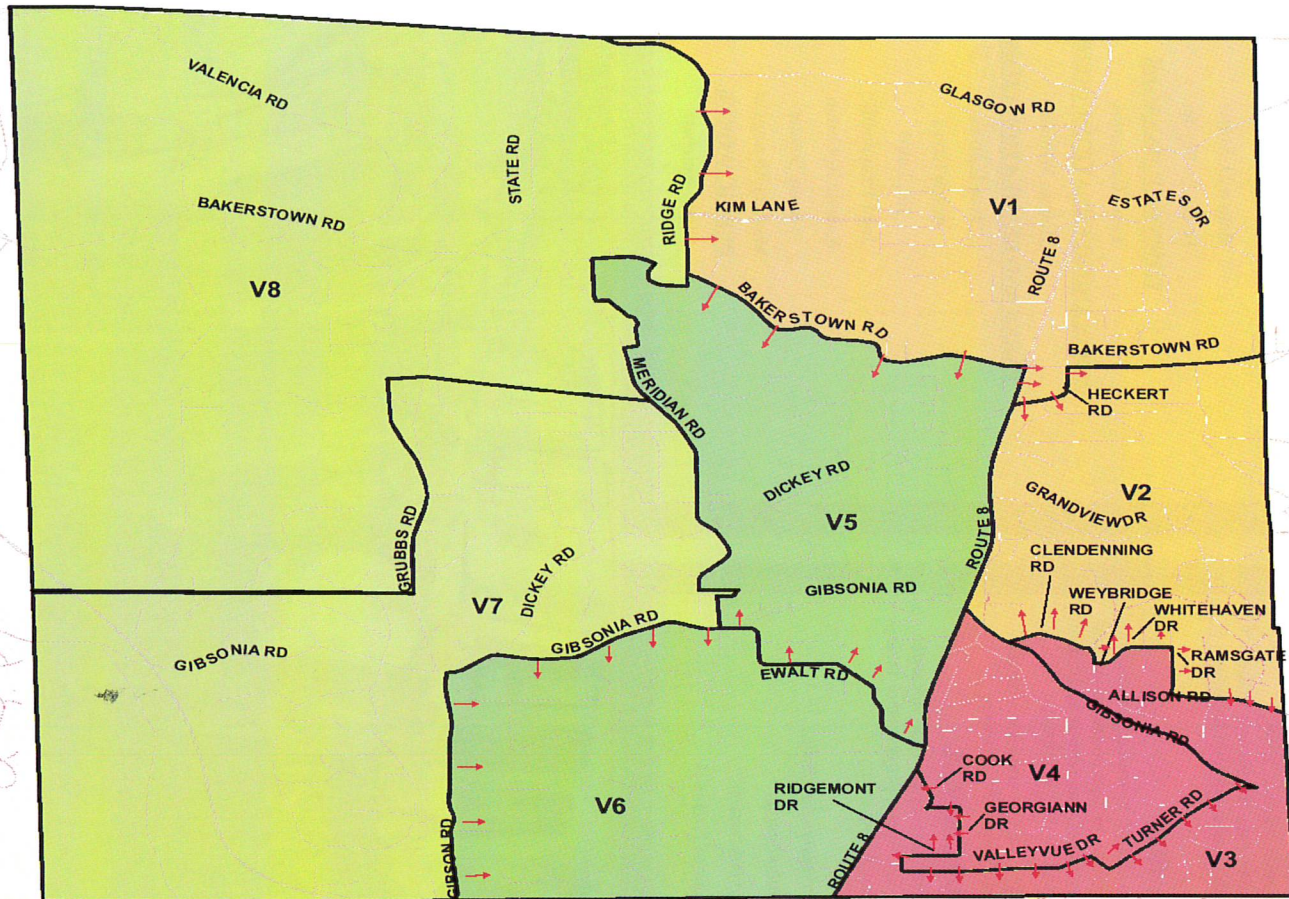 VALENCIA RD
GLASGOW RD
STATE RD
BAKERSTOWN RD
RIDGE RD
KIM LANE
V1
ESTATES DR
ROUTE 8
V8
BAKERSTOWN RD
BAKERSTOWN RD
HECKERT
RD
MERIDIAN RD
DICKEY RD
V5
GRANDVIEWDR
V2
GRUBBS RD
ROUTE 8
CLENDENNING
RD
DICKEY RD
V7
GIBSONIA RD
WEYBRIDGE
RD
WHITEHAVEN
DR
GIBSONIA RD
GIBSONIA RD
EWALT RD
RAMSGATE
DR
ALLISON RD
GIBSONIA RD
COOK
RD
V4
RIDGEMONT
DR
GEORGIANN
DR
V6
TURNER RD
VALLEYVUE DR
V3
GIBSON RD
ROUTE 8